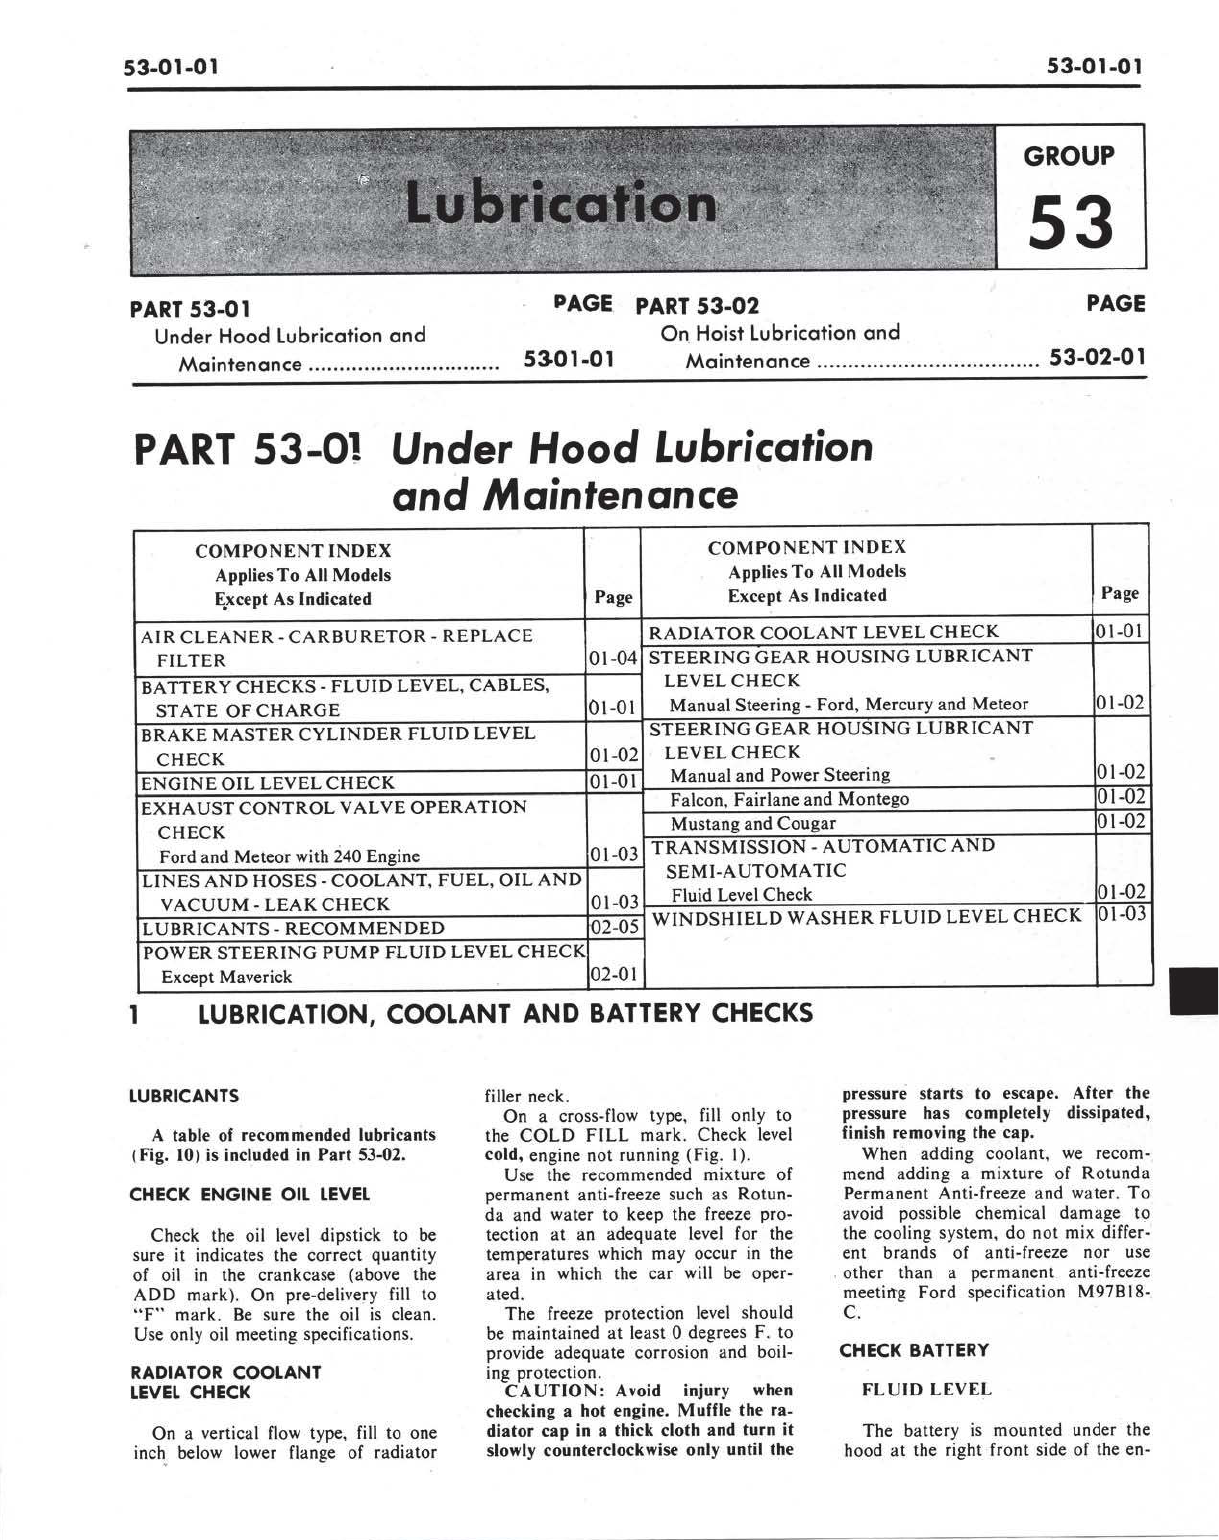 53-01-01
53-01-01
Lubrication
GROUP
53
PART 53-01 PAGE
Under Hood Lubrication and
Maintenance ............................... 5301-01
PART 53-02 PAGE
On Hoist Lubrication and
Maintenance .................................... 53-02-01
PART 53-01 Under Hood Lubrication
and Maintenance
COMPONENT INDEX
Applies To All Models
Except As Indicated Page
AIR CLEANER - CARBURETOR - REPLACE
FILTER 01-04
BATTERY CHECKS - FLUID LEVEL, CABLES,
STATE OF CHARGE 01-01
BRAKE MASTER CYLINDER FLUID LEVEL
CHECK 01-02
ENGINE OIL LEVEL CHECK 01-01
EXHAUST CONTROL VALVE OPERATION
CHECK
Ford and Meteor with 240 Engine 01-03
LINES AND HOSES - COOLANT, FUEL, OIL AND
VACUUM - LEAK CHECK 01-03
LUBRICANTS - RECOMMENDED 02-05
POWER STEERING PUMP FLUID LEVEL CHECK
Except Maverick 02-01
COMPONENT INDEX
Applies To All Models
Except As Indicated Page
RADIATOR COOLANT LEVEL CHECK 01-01
STEERING GEAR HOUSING LUBRICANT
LEVEL CHECK
Manual Steering - Ford, Mercury and Meteor 01-02
STEERING GEAR HOUSING LUBRICANT
LEVEL CHECK
Manual and Power Steering 01-02
Falcon, Fairlane and Montego 01-02
Mustang and Cougar 01-02
TRANSMISSION - AUTOMATIC AND
SEMI-AUTOMATIC
Fluid Level Check 01-02
WINDSHIELD WASHER FLUID LEVEL CHECK 01-03
1 LUBRICATION, COOLANT AND BATTERY CHECKS
LUBRICANTS
A table of recommended lubricants
(Fig. 10) is included in Part 53-02.
CHECK ENGINE OIL LEVEL
Check the oil level dipstick to be
sure it indicates the correct quantity
of oil in the crankcase (above the
ADD mark). On pre-delivery fill to
"F" mark. Be sure the oil is clean.
Use only oil meeting specifications.
RADIATOR COOLANT
LEVEL CHECK
On a vertical flow type, fill to one
inch below lower flange of radiator
filler neck.
On a cross-flow type, fill only to
the COLD FILL mark. Check level
cold, engine not running (Fig. 1).
Use the recommended mixture of
permanent anti-freeze such as Rotun-
da and water to keep the freeze pro-
tection at an adequate level for the
temperatures which may occur in the
area in which the car will be oper-
ated.
The freeze protection level should
be maintained at least 0 degrees F. to
provide adequate corrosion and boil-
ing protection.
CAUTION: Avoid injury when
checking a hot engine. Muffle the ra-
diator cap in a thick cloth and turn it
slowly counterclockwise only until the
pressure starts to escape. After the
pressure has completely dissipated,
finish removing the cap.
When adding coolant, we recom-
mend adding a mixture of Rotunda
Permanent Anti-freeze and water. To
avoid possible chemical damage to
the cooling system, do not mix differ-
ent brands of anti-freeze nor use
other than a permanent anti-freeze
meeting Ford specification M97B18-
C.
CHECK BATTERY
FLUID LEVEL
The battery is mounted under the
hood at the right front side of the en-